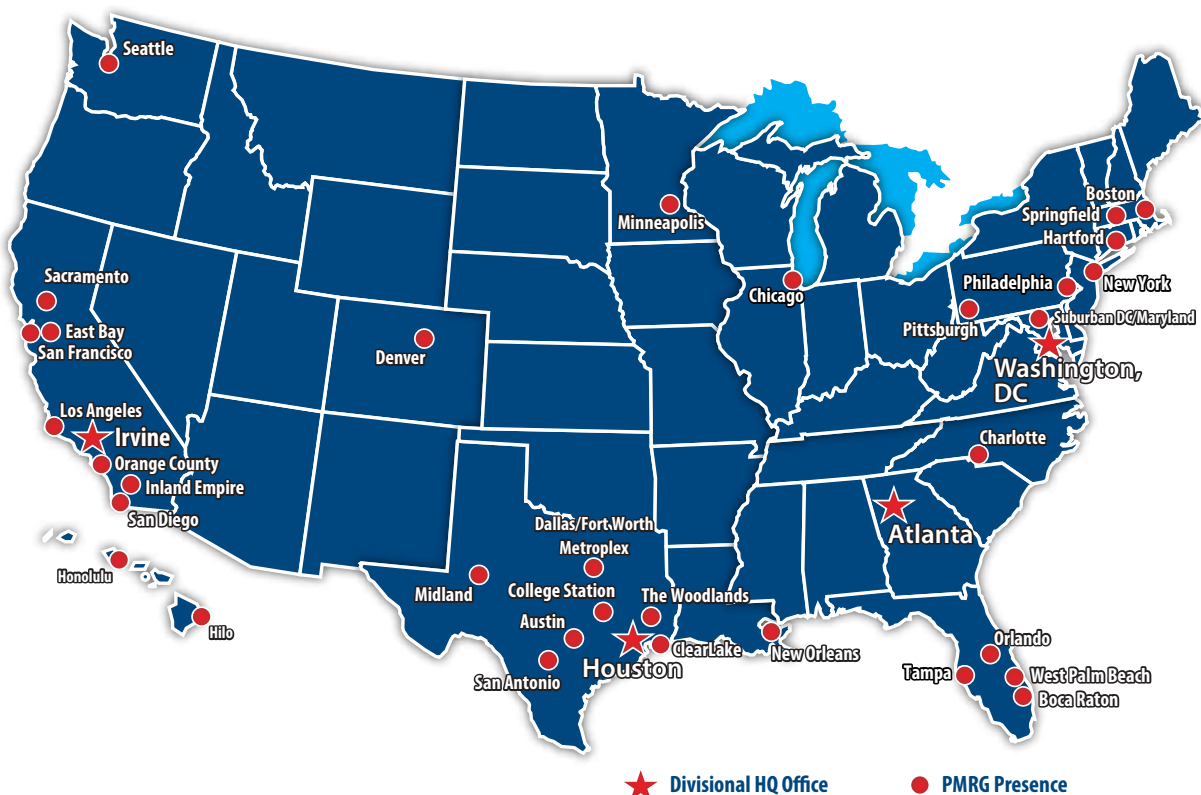 Seattle
Minneapolis
Boston
Springfield
Hartford
Sacramento
Chicago
Philadelphia
New York
East Bay
San Francisco
Denver
Pittsburgh
Suburban DC/Maryland
Washington,
DC
Los Angeles
Irvine
Charlotte
Orange County
Inland Empire
San Diego
Dallas/Fort Worth
Metroplex
Atlanta
Honolulu
Midland
College Station
The Woodlands
Hilo
Austin
ClearLake
New Orleans
Houston
San Antonio
Orlando
Tampa
West Palm Beach
Boca Raton
Divisional HQ Office
PMRG Presence